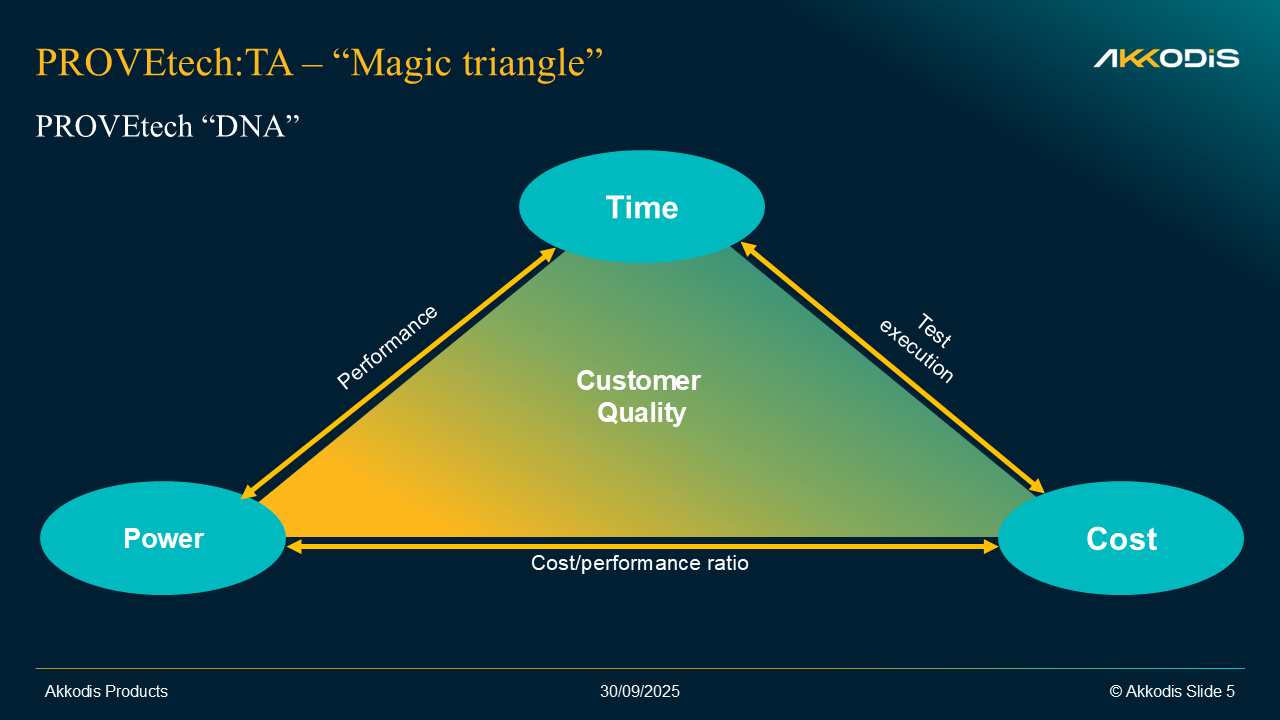 PROVEtech:TA – “Magic triangle”
AKKODiS
PROVEtech “DNA”
Time
Performance
Test
execution
Customer
Quality
Power
Cost
Cost/performance ratio
Akkodis Products
30/09/2025
© Akkodis Slide 5